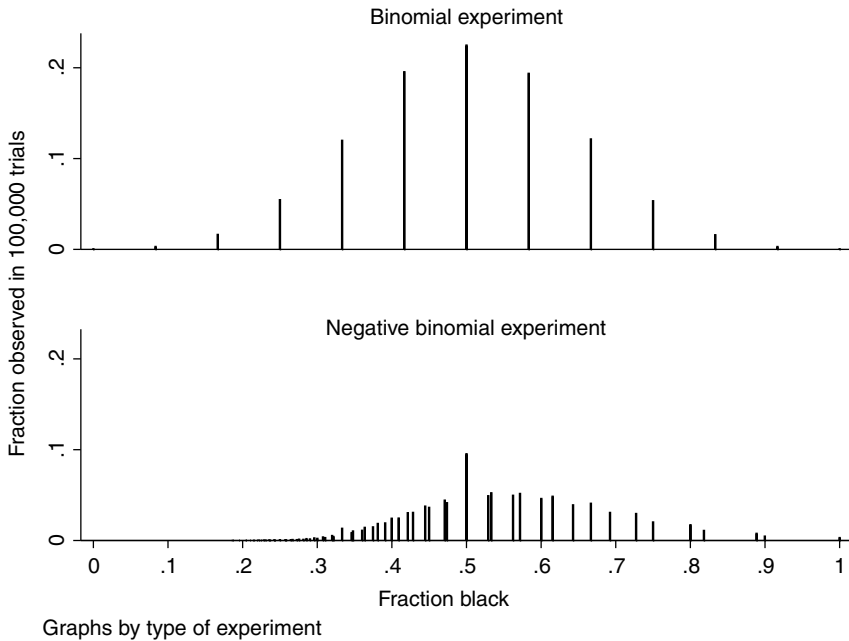 Binomial experiment
Fraction observed in 100,000 trials
.2
.1
0
Negative binomial experiment
.2
.1
0
0 .1 .2 .3 .4 .5 .6 .7 .8 .9 1
Fraction black
Graphs by type of experiment